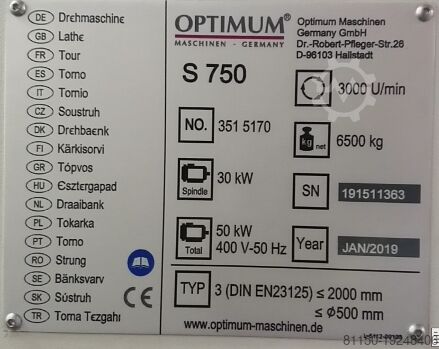 DE Drehmaschine
GB Lathe
FR Tour
ES Torno
IT Tornio
CZ Soustruh
DK Drehbaenk
FI Kärkisorvi
GR Τόρνος
HU Esztergapad
NL Draaibank
PL Tokarka
PT Torno
RO Strung
SE Bänksvarv
SK Sústruh
TR Torna Tezgahı
OPTIMUM®
MASCHINEN - GERMANY
Optimum Maschinen
Germany GmbH
Dr.-Robert-Pfleger-Str.26
D-96103 Hallstadt
S 750
3000 U/min
NO. 351 5170
kg net 6500 kg
Spindle 30 kW
SN 191511363
Total 50 kW
400 V-50 Hz
Year JAN/2019
TYP 3 (DIN EN23125) ≤ 2000 mm
≤ Ø500 mm
CE
www.optimum-maschinen.de